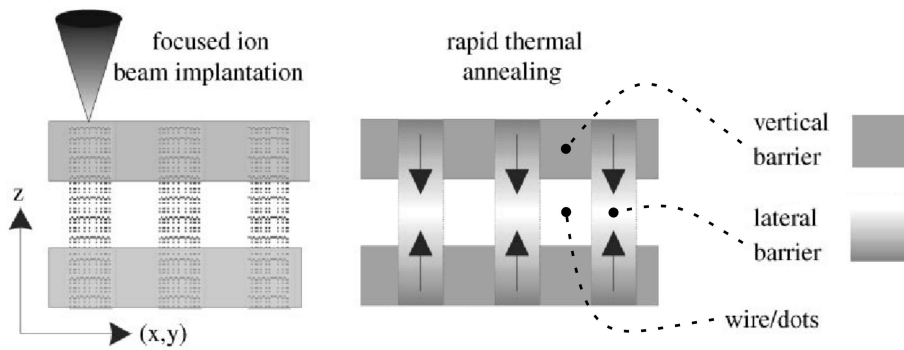 focused ion
beam implantation
rapid thermal
annealing
vertical
barrier
z
lateral
barrier
(x,y)
wire/dots